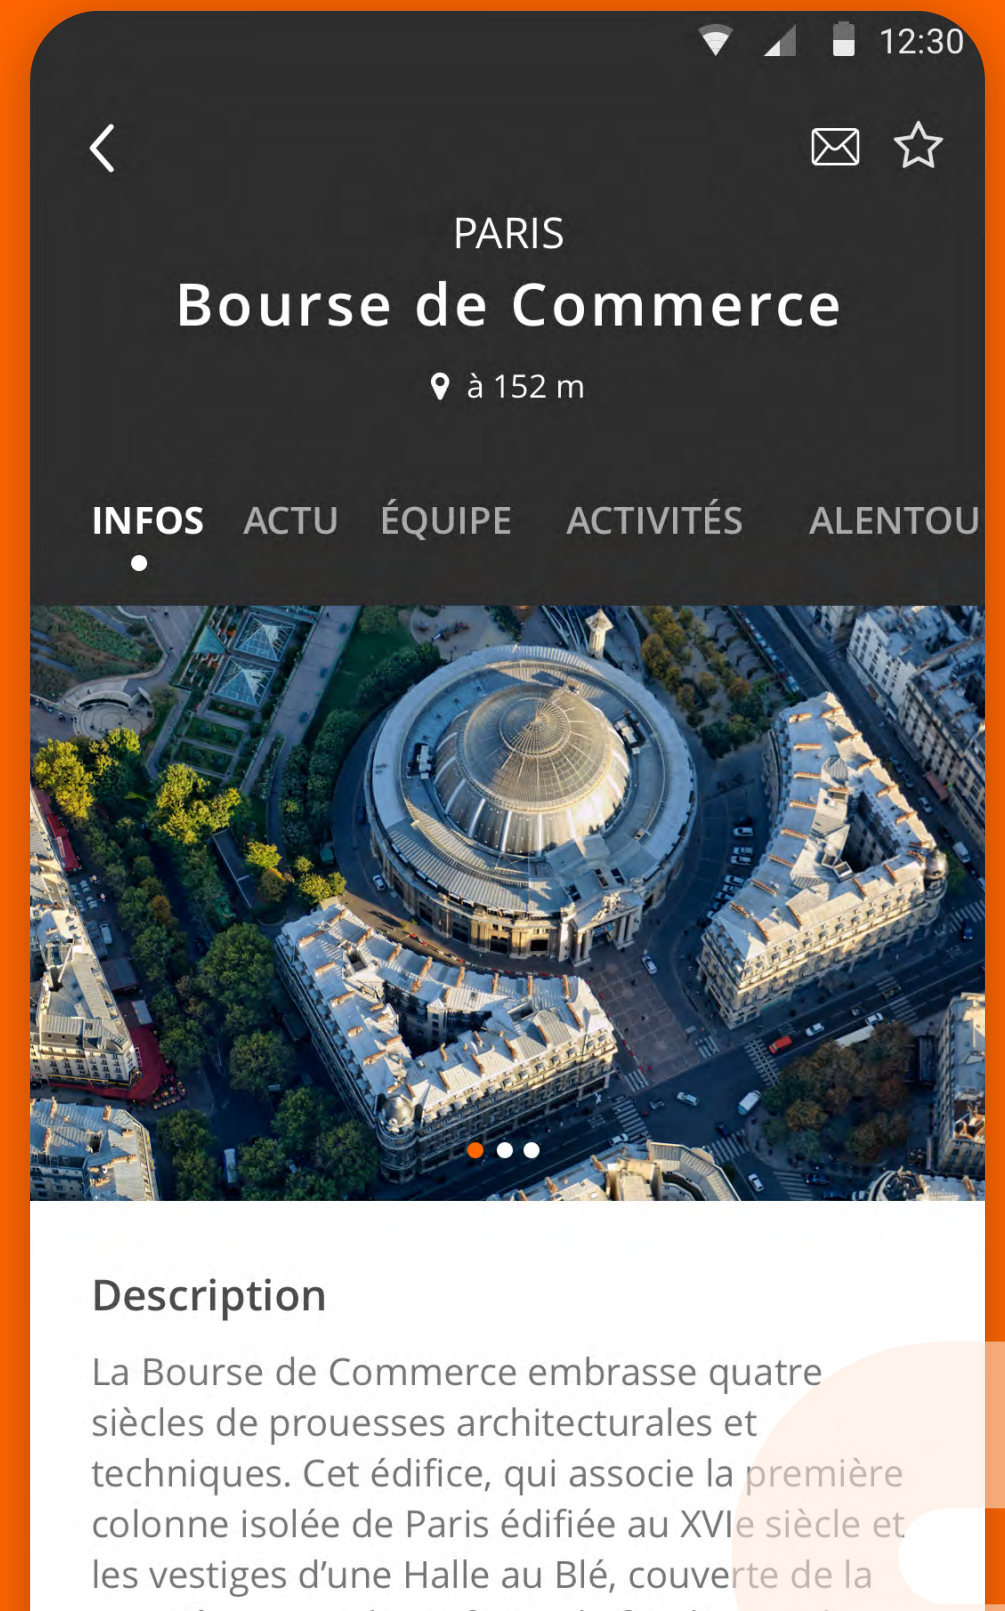 12:30
PARIS
Bourse de Commerce
à 152 m
INFOS ACTU ÉQUIPE ACTIVITÉS ALENTOU
Description
La Bourse de Commerce embrasse quatre
siècles de prouesses architecturales et
techniques. Cet édifice, qui associe la première
colonne isolée de Paris édifiée au XVIe siècle et
les vestiges d’une Halle au Blé, couverte de la